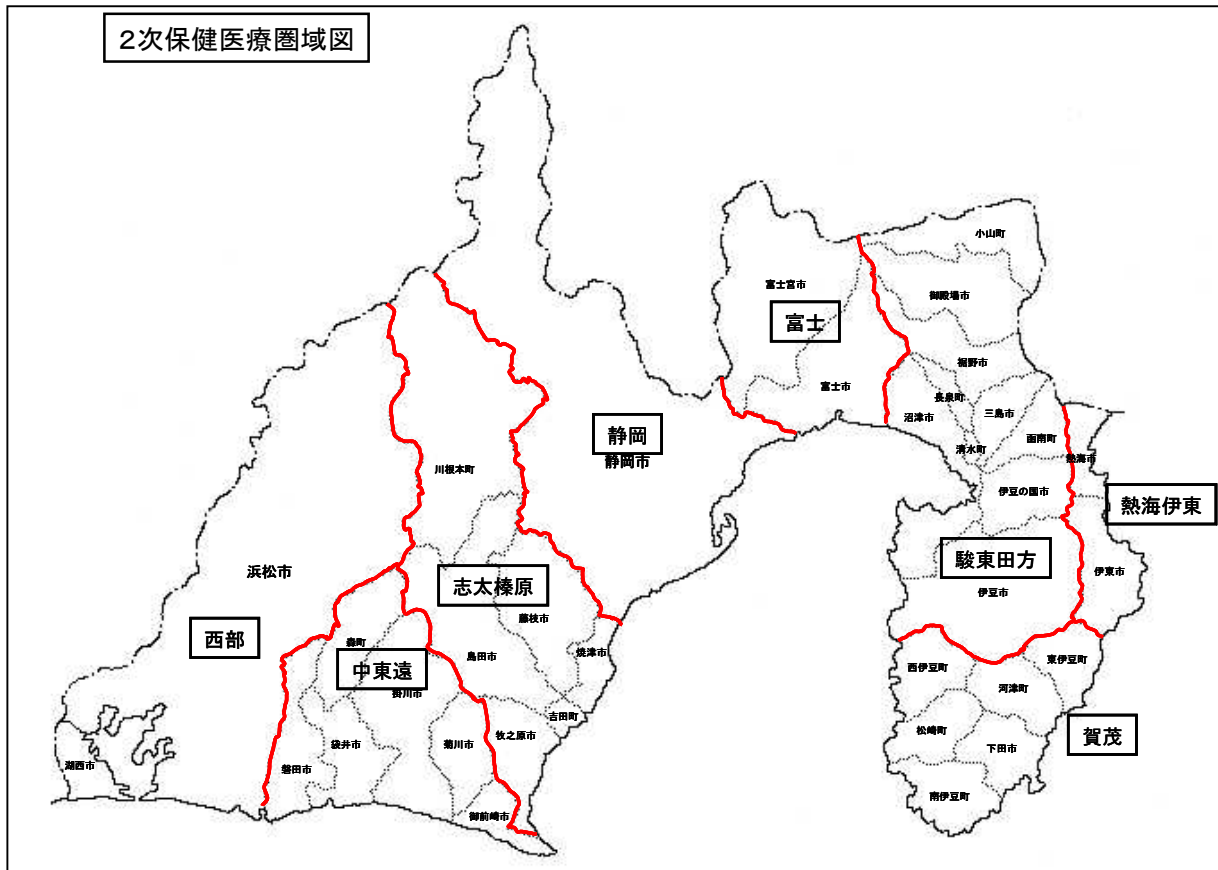 ２次保健医療圏域図
小山町
富士宮市
御殿場市
富士
裾野市
富士市
長泉町
沼津市
三島市
静岡
静岡市
清水町
函南町
熱海市
川根本町
伊豆の国市
熱海伊東
駿東田方
浜松市
志太榛原
伊東市
伊豆市
藤枝市
西部
森町
中東遠
掛川市
島田市
焼津市
西伊豆町
東伊豆町
河津町
吉田町
牧之原市
松崎町
賀茂
袋井市
菊川市
下田市
湖西市
磐田市
南伊豆町
御前崎市